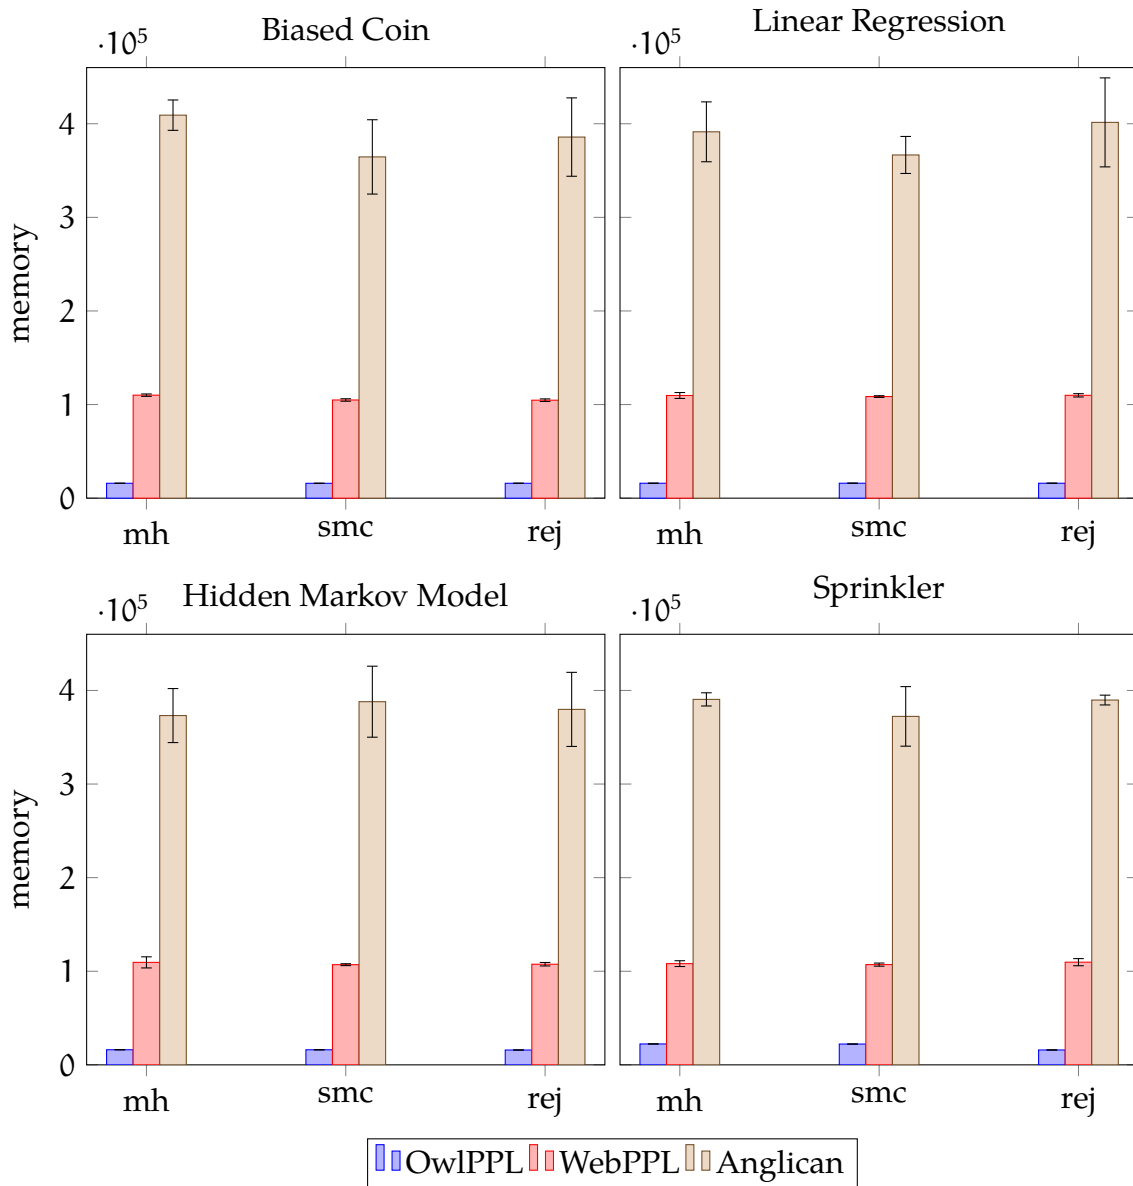 Biased Coin
Linear Regression
·10⁵
·10⁵
memory
4
3
2
1
0
mh
smc
rej
mh
smc
rej
Hidden Markov Model
Sprinkler
·10⁵
·10⁵
memory
4
3
2
1
0
mh
smc
rej
mh
smc
rej
OwlPPL WebPPL Anglican